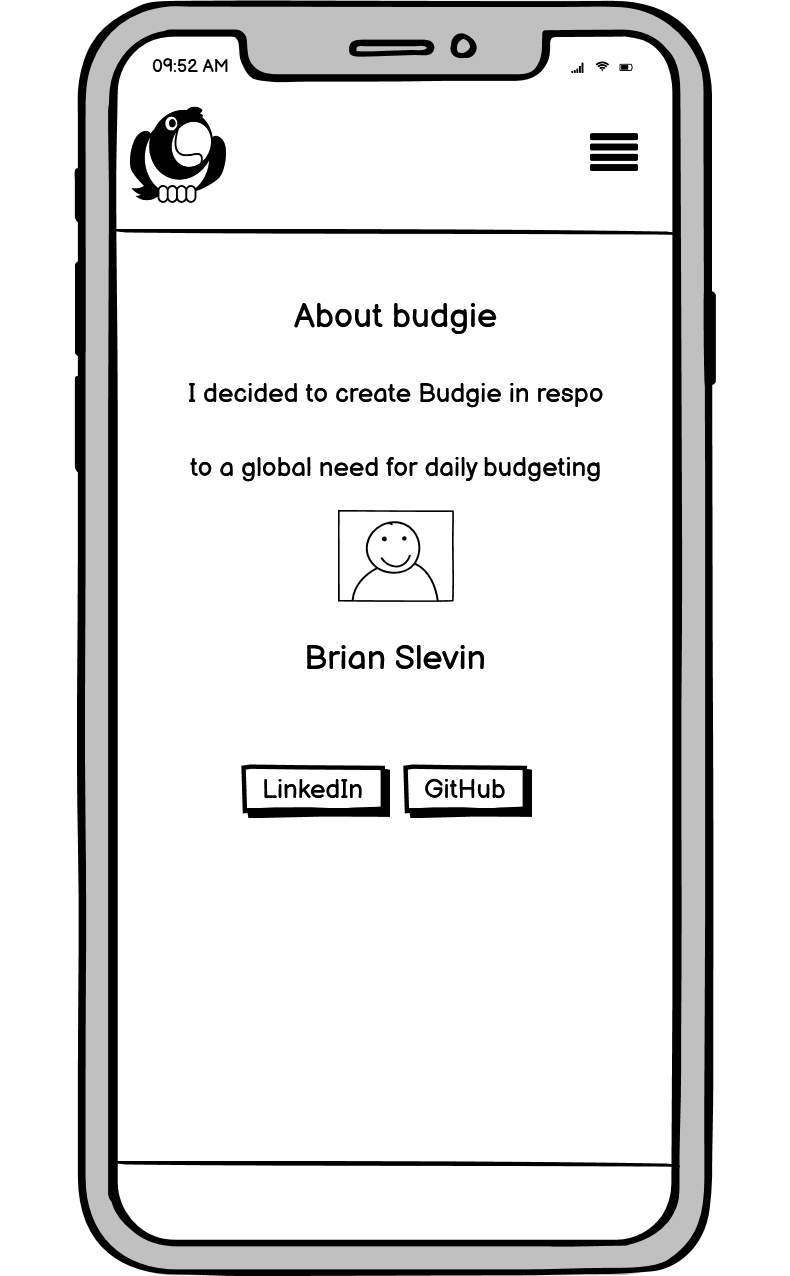 09:52 AM
About budgie
I decided to create Budgie in respo
to a global need for daily budgeting
Brian Slevin
LinkedIn GitHub